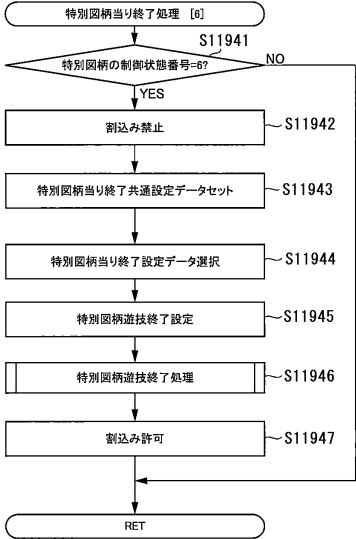 特別図柄当り終了処理 [6]
S11941
特別図柄の制御状態番号=6?
NO
YES
割込み禁止
S11942
特別図柄当り終了共通設定データセット
S11943
特別図柄当り終了設定データ選択
S11944
特別図柄遊技終了設定
S11945
特別図柄遊技終了処理
S11946
割込み許可
S11947
RET